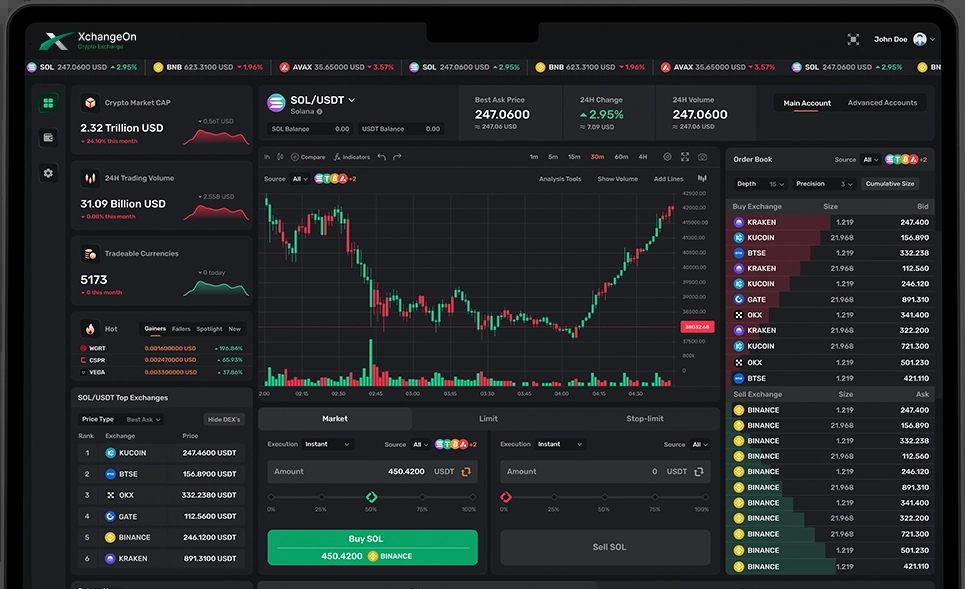 XchangeOn
Crypto Exchange
John Doe
SOL 247.0600 USD 2.95%
BNB 623.3100 USD 1.96%
AVAX 35.65000 USD 3.57%
SOL 247.0600 USD 2.95%
BNB 623.3100 USD 1.96%
AVAX 35.65000 USD 3.57%
SOL 247.0600 USD 2.95%
BN
Crypto Market CAP
2.32 Trillion USD
0.56T USD
24.10% this month
24H Trading Volume
31.09 Billion USD
2.55B USD
0.08% this month
Tradeable Currencies
5173
0 today
0 this month
Hot
Gainers Fallers Spotlight New
WGRT 0.001600000 USD 196.84%
CSPR 0.002470000 USD 65.93%
VEGA 0.003300000 USD 37.86%
SOL/USDT Top Exchanges
Price Type Best Ask Hide DEX's
Rank Exchange Price
1 KUCOIN 247.4600 USDT
2 BTSE 156.8900 USDT
3 OKX 332.2380 USDT
4 GATE 112.5600 USDT
5 BINANCE 246.1200 USDT
6 KRAKEN 891.3100 USDT
SOL/USDT
Solana
SOL Balance 0.00
USDT Balance 0.00
Best Ask Price
247.0600
≈ 247.06 USD
24H Change
2.95%
≈ 7.09 USD
24H Volume
247.0600
≈ 247.06 USD
Main Account Advanced Accounts
1h Compare Indicators
1m 5m 15m 30m 60m 4H
Source All +2
Analysis Tools Show Volume Add Lines
42500.00
42000.00
41500.00
41000.00
40500.00
40000.00
39500.00
39000.00
38500.00
38032.68
37500.00
800k
0
2:00 02:15 02:30 02:45 03:00 03:15 03:30 03:45 04:00 04:15 04:30
Market Limit Stop-limit
Execution Instant Source All +2
Amount 450.4200 USDT
0% 25% 50% 75% 100%
Buy SOL
450.4200 BINANCE
Execution Instant Source All
Amount 0 USDT
0% 25% 50% 75% 100%
Sell SOL
Order Book Source All +2
Depth 15 Precision 3 Cumulative Size
Buy Exchange Size Bid
KRAKEN 1.219 247.400
KUCOIN 21.968 156.890
BTSE 1.219 332.238
KRAKEN 21.968 112.560
KUCOIN 21.968 246.120
GATE 21.968 891.310
OKX 1.219 341.400
KRAKEN 21.968 322.200
KUCOIN 21.968 721.300
OKX 1.219 501.230
BTSE 1.219 421.110
Sell Exchange Size Ask
BINANCE 1.219 247.400
BINANCE 21.968 156.890
BINANCE 1.219 332.238
BINANCE 21.968 112.560
BINANCE 1.219 246.120
BINANCE 21.968 891.310
BINANCE 1.219 341.400
BINANCE 21.968 322.200
BINANCE 21.968 721.300
BINANCE 1.219 501.230
BINANCE 1.219 421.110